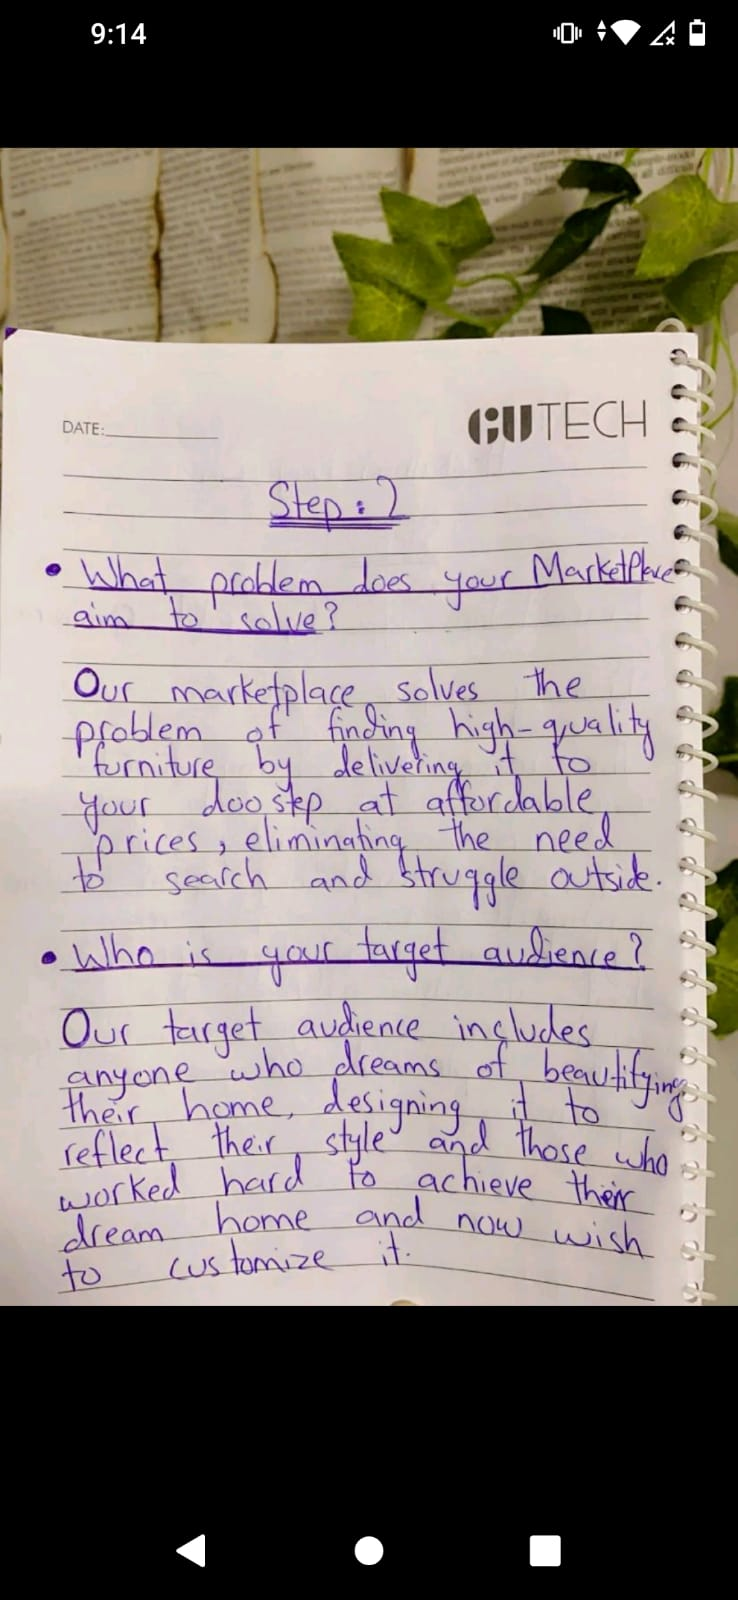 9:14
DATE:
CUTECH
Step: 2
• What problem does your MarketPlace
aim to solve?
Our marketplace solves the
problem of finding high-quality
furniture by delivering it to
your doostep at affordable
prices, eliminating the need
to search and struggle outside.
• Who is your target audience?
Our target audience includes
anyone who dreams of beautifying
their home, designing it to
reflect their style and those who
worked hard to achieve their
dream home and now wish
to customize it.